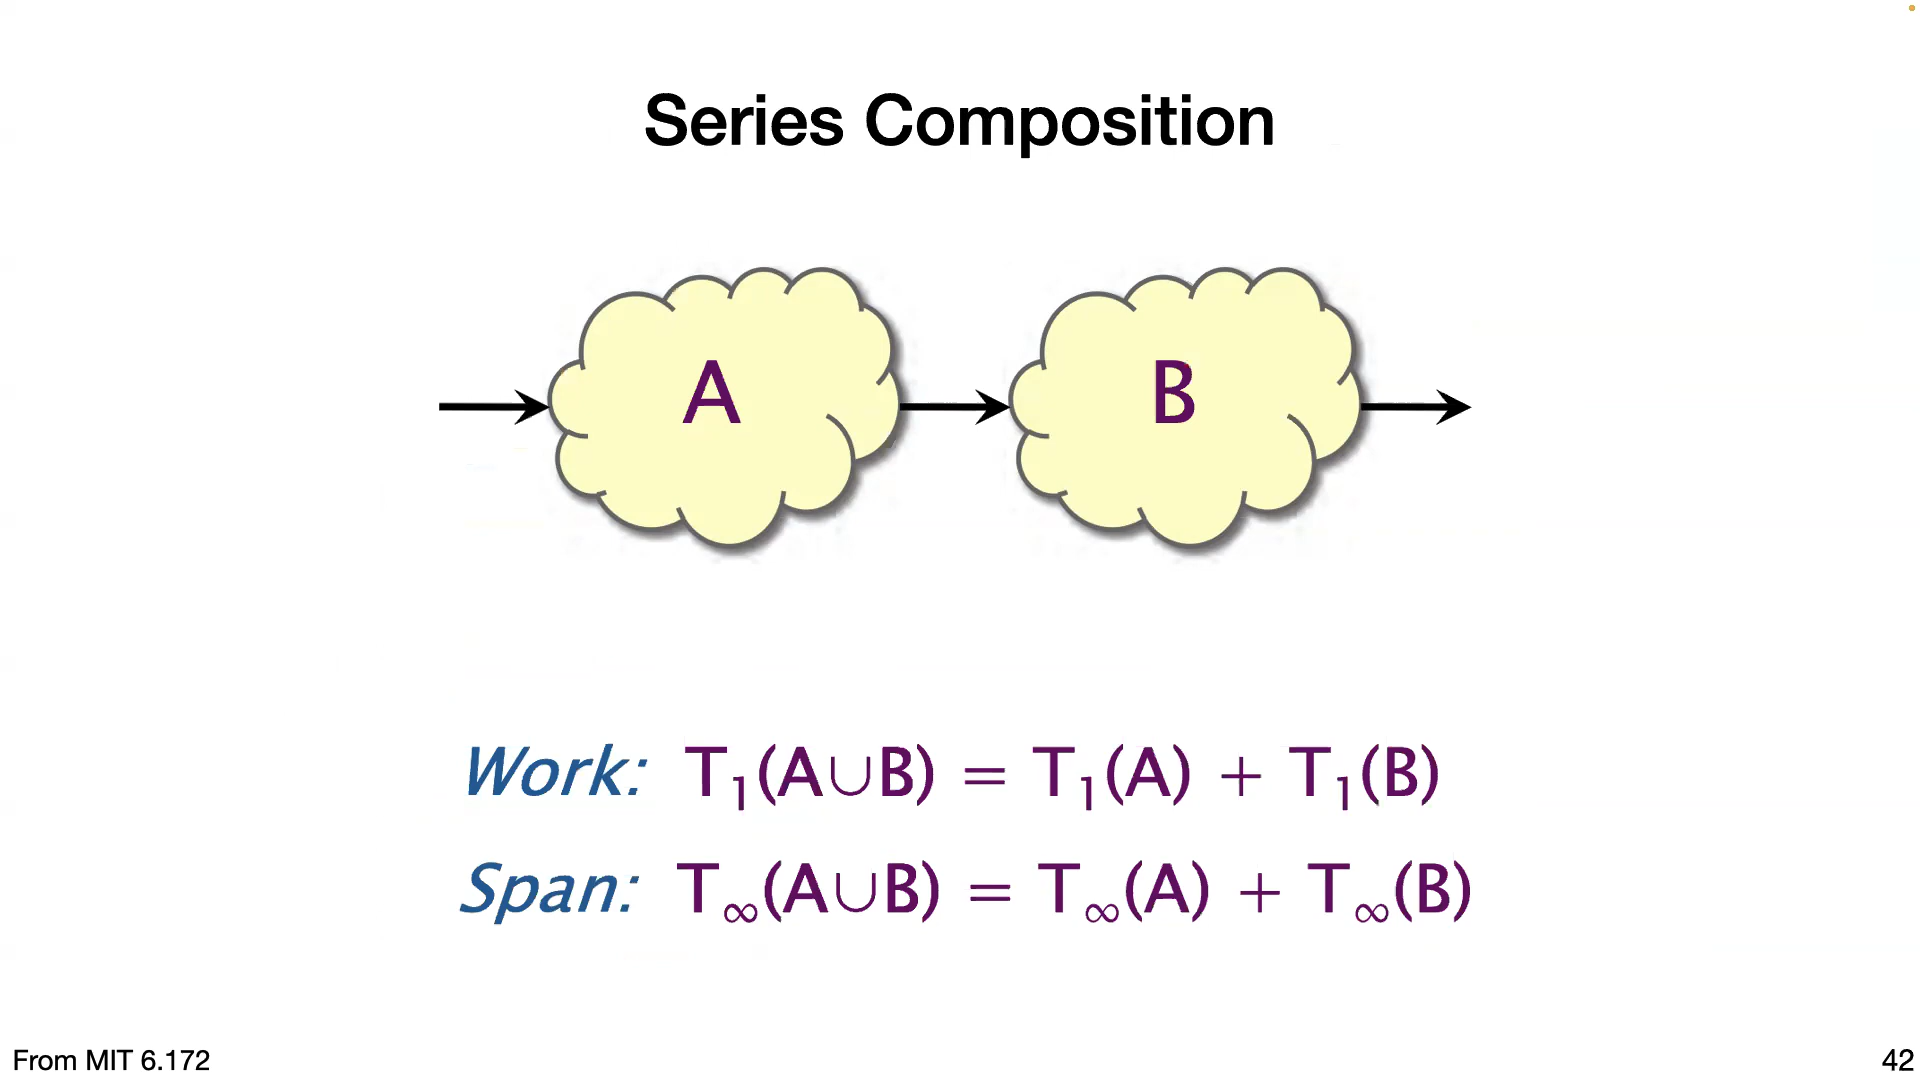 Series Composition
A
B
Work: T₁(A∪B) = T₁(A) + T₁(B)
Span: T∞(A∪B) = T∞(A) + T∞(B)
From MIT 6.172
42